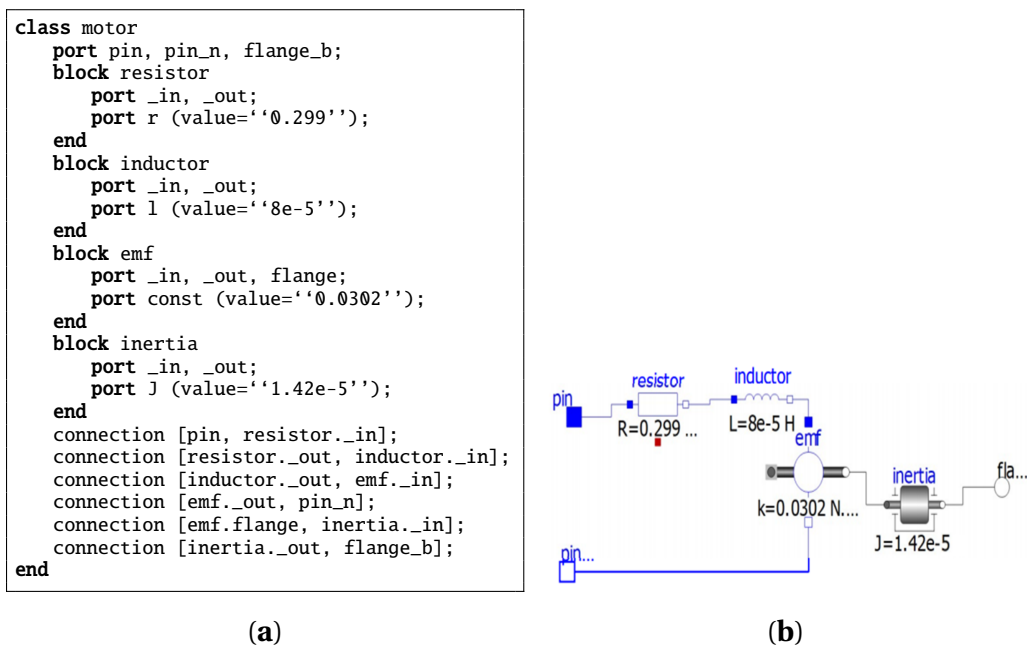 class motor
port pin, pin_n, flange_b;
block resistor
port _in, _out;
port r (value=‘‘0.299’’);
end
block inductor
port _in, _out;
port l (value=‘‘8e-5’’);
end
block emf
port _in, _out, flange;
port const (value=‘‘0.0302’’);
end
block inertia
port _in, _out;
port J (value=‘‘1.42e-5’’);
end
connection [pin, resistor._in];
connection [resistor._out, inductor._in];
connection [inductor._out, emf._in];
connection [emf._out, pin_n];
connection [emf.flange, inertia._in];
connection [inertia._out, flange_b];
end
(a)
pin
resistor
R=0.299 ...
inductor
L=8e-5 H
emf
k=0.0302 N....
inertia
J=1.42e-5
fla...
pin...
(b)